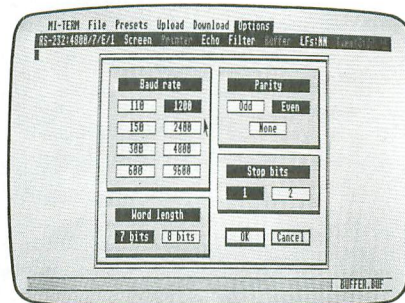 MI-TERM File Presets Upload Download Options
RS-232:4800/7/E/1 Screen Printer Echo Filter Buffer LFs:NN
Baud rate
110 1200
150 2400
300 4800
600 9600
Parity
Odd Even
None
Stop bits
1 2
Word length
7 bits 8 bits
OK Cancel
BUFFER.BUF